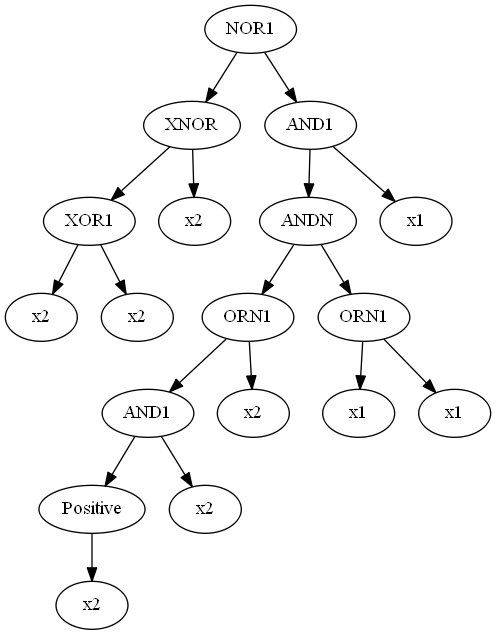 NOR1
XNOR AND1
XOR1 x2 ANDN x1
x2 x2 ORN1 ORN1
AND1 x2 x1 x1
Positive x2
x2